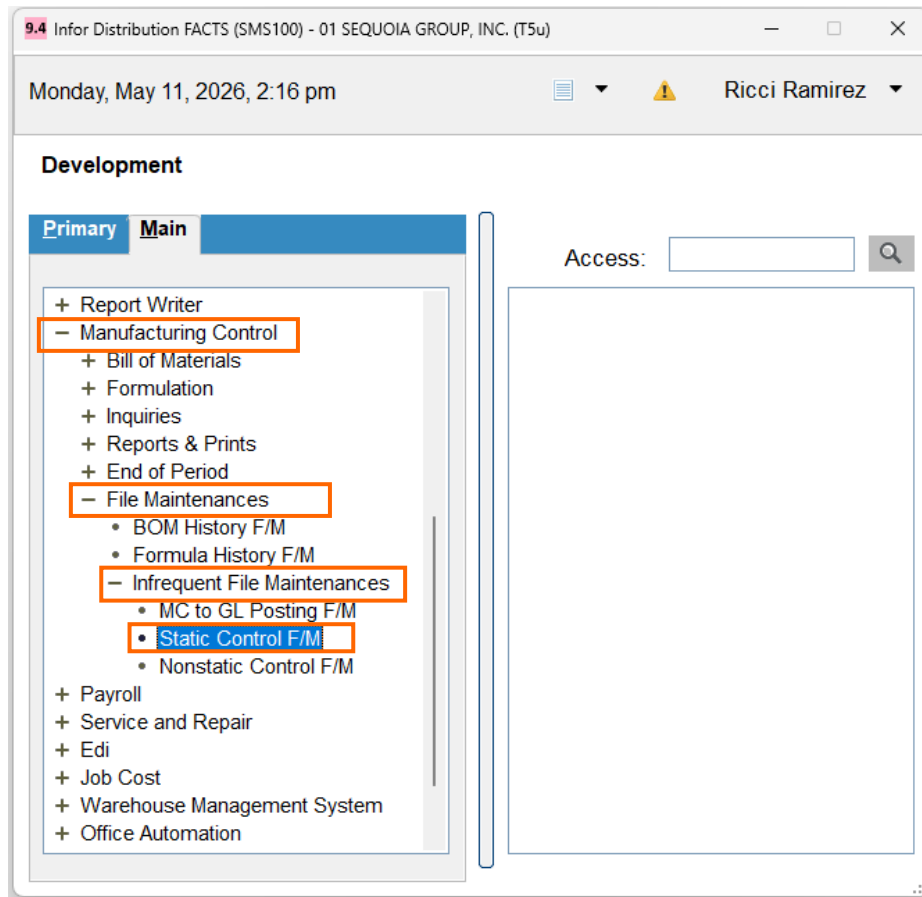 9.4 Infor Distribution FACTS (SMS100) - 01 SEQUOIA GROUP, INC. (T5u)
Monday, May 11, 2026, 2:16 pm Ricci Ramirez
Development
Primary Main
Access:
+ Report Writer
− Manufacturing Control
+ Bill of Materials
+ Formulation
+ Inquiries
+ Reports & Prints
+ End of Period
− File Maintenances
• BOM History F/M
• Formula History F/M
− Infrequent File Maintenances
• MC to GL Posting F/M
• Static Control F/M
• Nonstatic Control F/M
+ Payroll
+ Service and Repair
+ Edi
+ Job Cost
+ Warehouse Management System
+ Office Automation